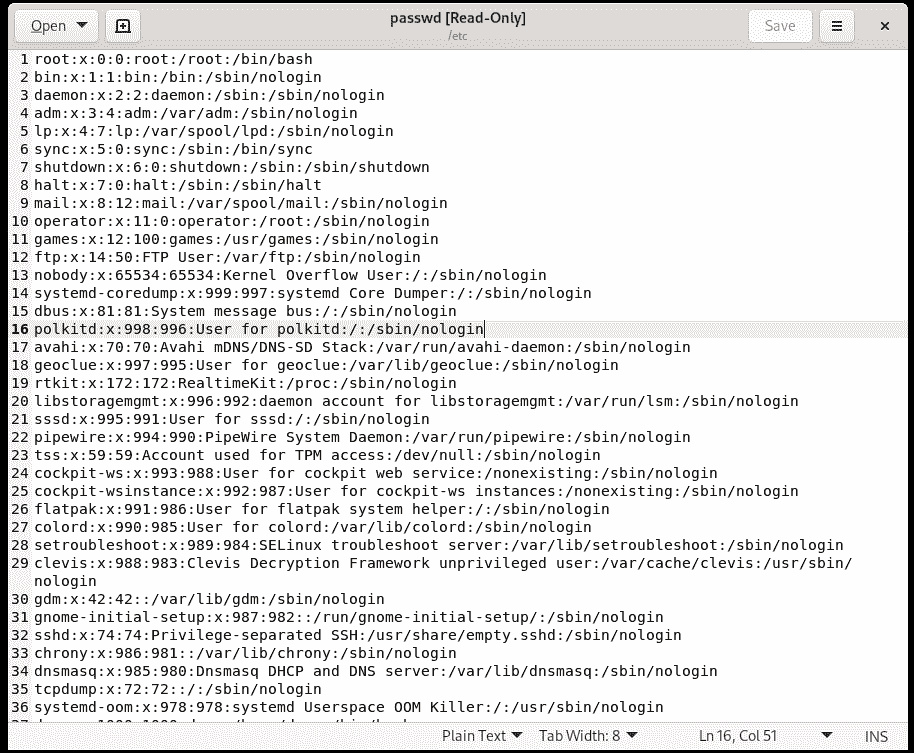 Open
passwd [Read-Only]
/etc
Save
1 root:x:0:0:root:/root:/bin/bash
2 bin:x:1:1:bin:/bin:/sbin/nologin
3 daemon:x:2:2:daemon:/sbin:/sbin/nologin
4 adm:x:3:4:adm:/var/adm:/sbin/nologin
5 lp:x:4:7:lp:/var/spool/lpd:/sbin/nologin
6 sync:x:5:0:sync:/sbin:/bin/sync
7 shutdown:x:6:0:shutdown:/sbin:/sbin/shutdown
8 halt:x:7:0:halt:/sbin:/sbin/halt
9 mail:x:8:12:mail:/var/spool/mail:/sbin/nologin
10 operator:x:11:0:operator:/root:/sbin/nologin
11 games:x:12:100:games:/usr/games:/sbin/nologin
12 ftp:x:14:50:FTP User:/var/ftp:/sbin/nologin
13 nobody:x:65534:65534:Kernel Overflow User:/:/sbin/nologin
14 systemd-coredump:x:999:997:systemd Core Dumper:/:/sbin/nologin
15 dbus:x:81:81:System message bus:/:/sbin/nologin
16 polkitd:x:998:996:User for polkitd:/:/sbin/nologin
17 avahi:x:70:70:Avahi mDNS/DNS-SD Stack:/var/run/avahi-daemon:/sbin/nologin
18 geoclue:x:997:995:User for geoclue:/var/lib/geoclue:/sbin/nologin
19 rtkit:x:172:172:RealtimeKit:/proc:/sbin/nologin
20 libstoragemgmt:x:996:992:daemon account for libstoragemgmt:/var/run/lsm:/sbin/nologin
21 sssd:x:995:991:User for sssd:/:/sbin/nologin
22 pipewire:x:994:990:PipeWire System Daemon:/var/run/pipewire:/sbin/nologin
23 tss:x:59:59:Account used for TPM access:/dev/null:/sbin/nologin
24 cockpit-ws:x:993:988:User for cockpit web service:/nonexisting:/sbin/nologin
25 cockpit-wsinstance:x:992:987:User for cockpit-ws instances:/nonexisting:/sbin/nologin
26 flatpak:x:991:986:User for flatpak system helper:/:/sbin/nologin
27 colord:x:990:985:User for colord:/var/lib/colord:/sbin/nologin
28 setroubleshoot:x:989:984:SELinux troubleshoot server:/var/lib/setroubleshoot:/sbin/nologin
29 clevis:x:988:983:Clevis Decryption Framework unprivileged user:/var/cache/clevis:/usr/sbin/
nologin
30 gdm:x:42:42::/var/lib/gdm:/sbin/nologin
31 gnome-initial-setup:x:987:982::/run/gnome-initial-setup/:/sbin/nologin
32 sshd:x:74:74:Privilege-separated SSH:/usr/share/empty.sshd:/sbin/nologin
33 chrony:x:986:981::/var/lib/chrony:/sbin/nologin
34 dnsmasq:x:985:980:Dnsmasq DHCP and DNS server:/var/lib/dnsmasq:/sbin/nologin
35 tcpdump:x:72:72::/:/sbin/nologin
36 systemd-oom:x:978:978:systemd Userspace OOM Killer:/:/usr/sbin/nologin
Plain Text Tab Width: 8 Ln 16, Col 51 INS